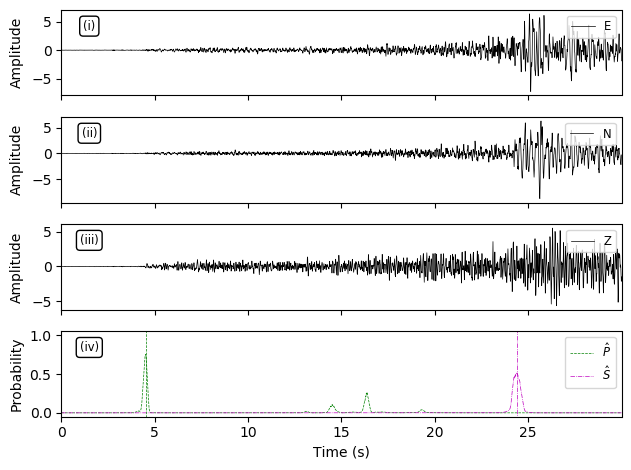 (i)
E
Amplitude
5
0
−5
(ii)
N
Amplitude
5
0
−5
(iii)
Z
Amplitude
5
0
−5
(iv)
P̂
Ŝ
Probability
1.0
0.5
0.0
0 5 10 15 20 25
Time (s)